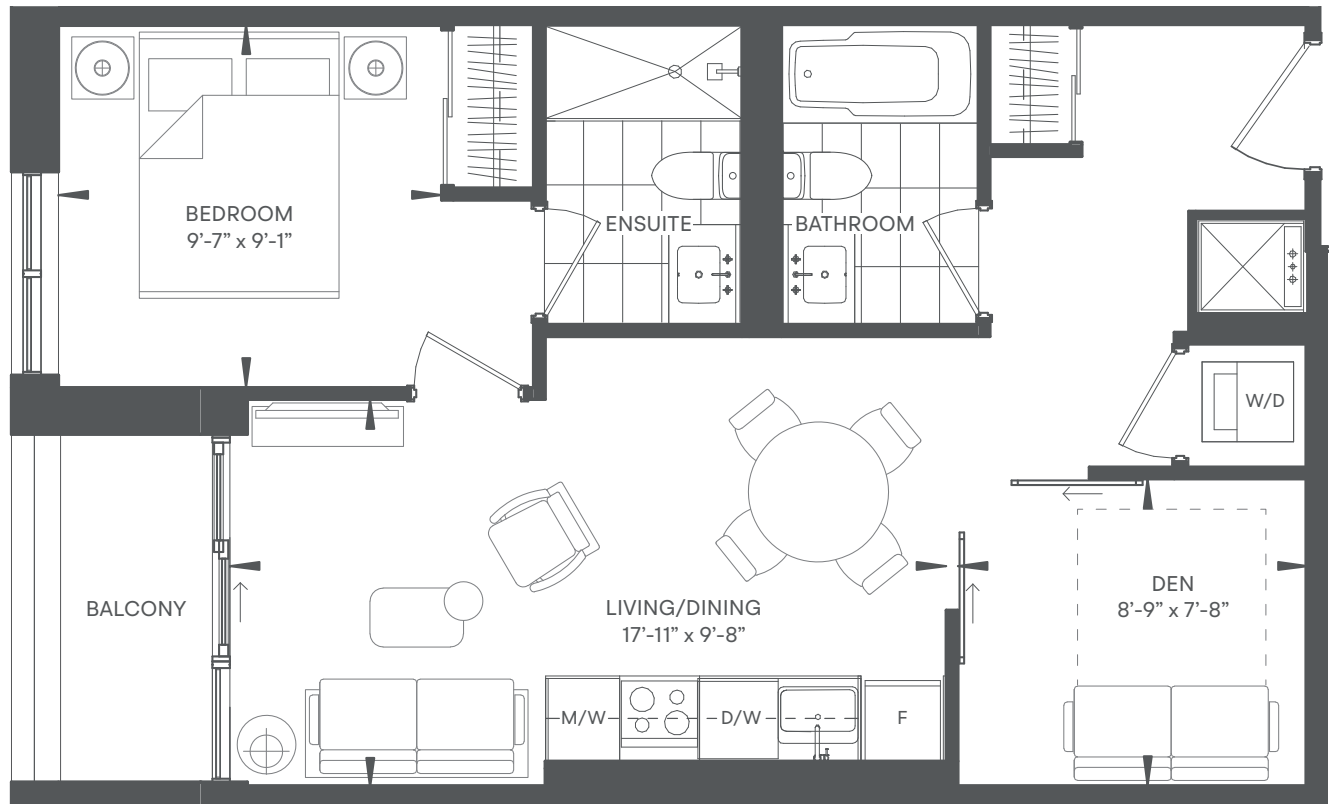 BEDROOM
9’-7” x 9’-1”
ENSUITE
BATHROOM
W/D
BALCONY
LIVING/DINING
17’-11” x 9’-8”
DEN
8’-9” x 7’-8”
M/W
D/W
F